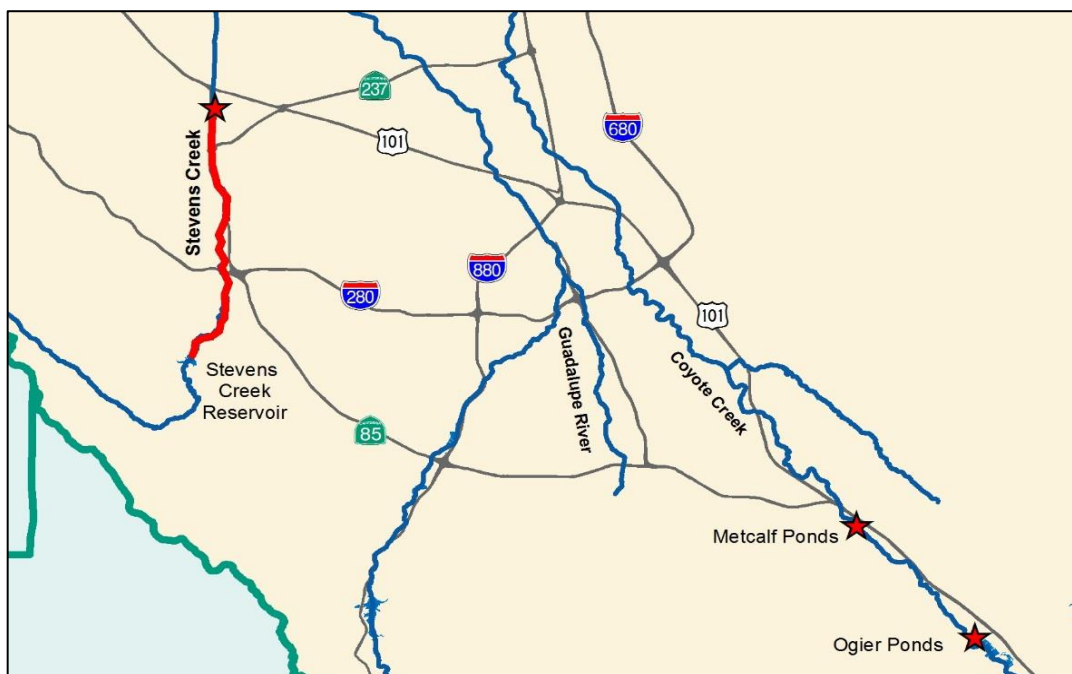 237
101
680
Stevens Creek
880
280
101
Guadalupe River
Coyote Creek
Stevens
Creek
Reservoir
85
Metcalf Ponds
Ogier Ponds